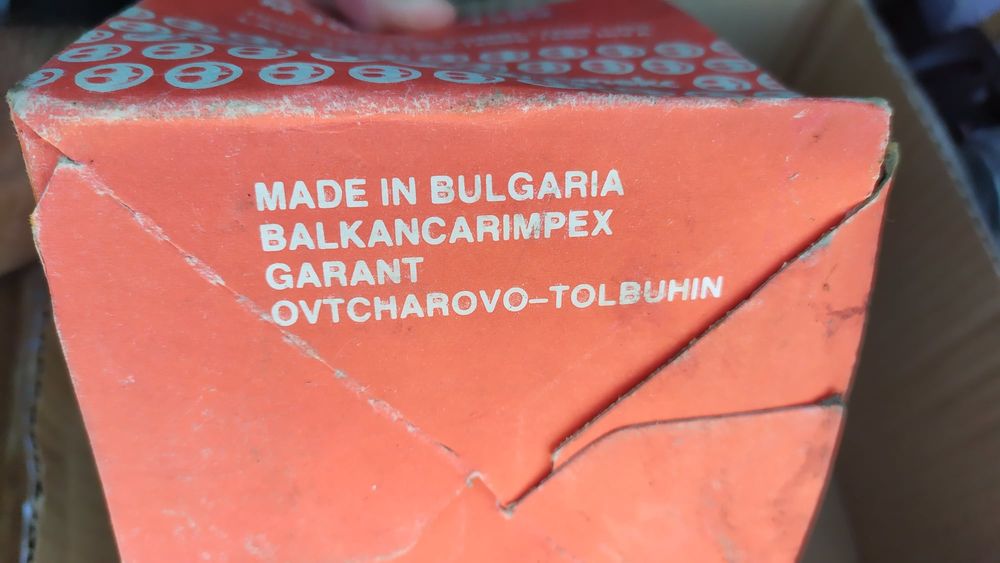 MADE IN BULGARIA
BALKANCARIMPEX
GARANT
OVTCHAROVO–TOLBUHIN